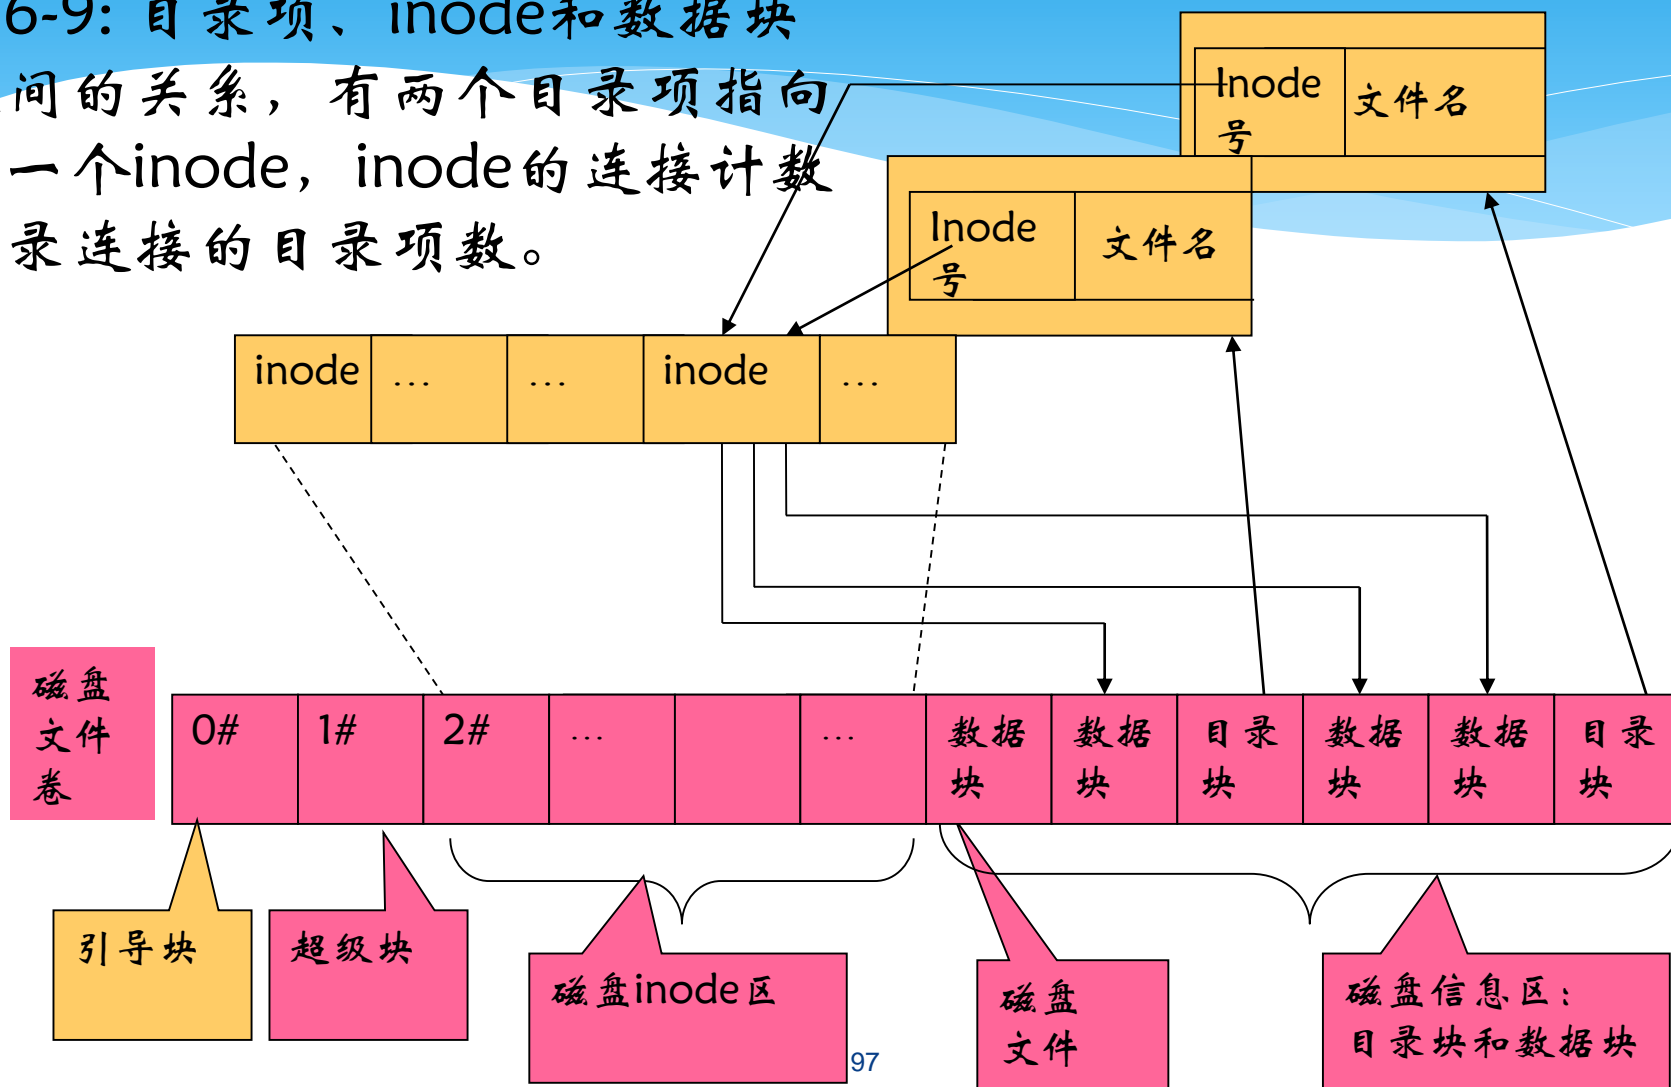 6-9: 目录项、inode和数据块
间的关系，有两个目录项指向
一个inode，inode的连接计数
录连接的目录项数。
Inode
号
文件名
Inode
号
文件名
inode
...
...
inode
...
磁盘
文件
卷
0#
1#
2#
...
...
数据
块
数据
块
目录
块
数据
块
数据
块
目录
块
引导块
超级块
磁盘inode区
磁盘
文件
磁盘信息区：
目录块和数据块
97